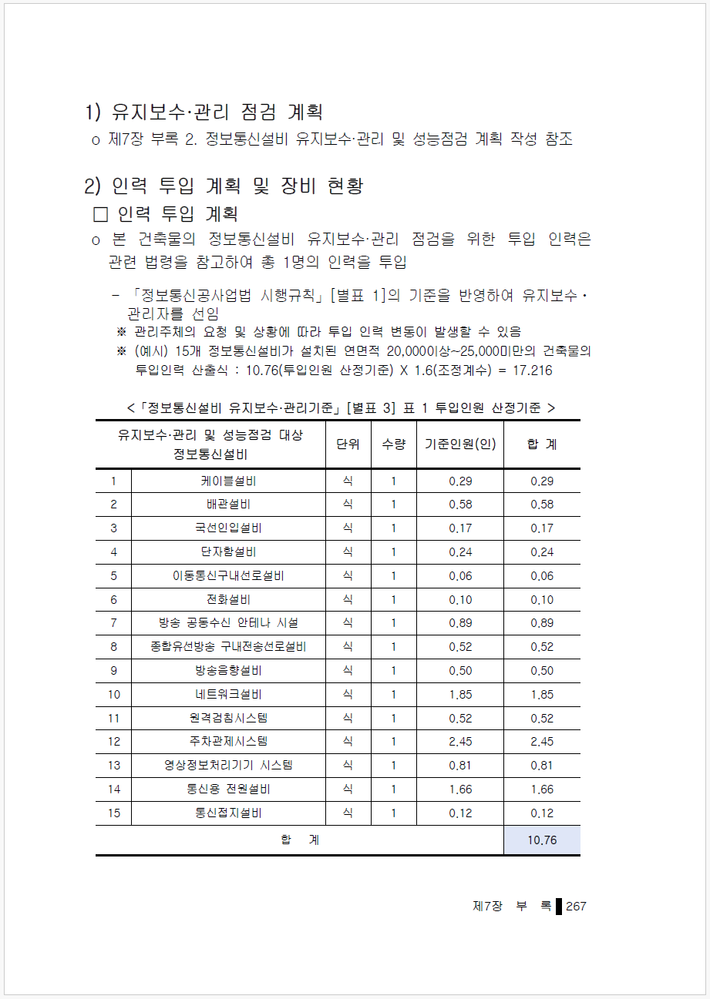 1) 유지보수·관리 점검 계획
o 제7장 부록 2. 정보통신설비 유지보수·관리 및 성능점검 계획 작성 참조
2) 인력 투입 계획 및 장비 현황
□ 인력 투입 계획
o 본 건축물의 정보통신설비 유지보수·관리 점검을 위한 투입 인력은
관련 법령을 참고하여 총 1명의 인력을 투입
- 「정보통신공사업법 시행규칙」[별표 1]의 기준을 반영하여 유지보수·
관리자를 선임
※ 관리주체의 요청 및 상황에 따라 투입 인력 변동이 발생할 수 있음
※ (예시) 15개 정보통신설비가 설치된 연면적 20,0000이상~25,000미만의 건축물의
투입인력 산출식 : 10.76(투입인원 산정기준) X 1.6(조정계수) = 17.216
<「정보통신설비 유지보수·관리기준」[별표 3] 표 1 투입인원 산정기준 >
유지보수·관리 및 성능점검 대상
정보통신설비 단위 수량 기준인원(인) 합 계
1 케이블설비 식 1 0.29 0.29
2 배관설비 식 1 0.58 0.58
3 국선인입설비 식 1 0.17 0.17
4 단자함설비 식 1 0.24 0.24
5 이동통신구내선로설비 식 1 0.06 0.06
6 전화설비 식 1 0.10 0.10
7 방송 공동수신 안테나 시설 식 1 0.89 0.89
8 종합유선방송 구내전송선로설비 식 1 0.52 0.52
9 방송음향설비 식 1 0.50 0.50
10 네트워크설비 식 1 1.85 1.85
11 원격검침시스템 식 1 0.52 0.52
12 주차관제시스템 식 1 2.45 2.45
13 영상정보처리기기 시스템 식 1 0.81 0.81
14 통신용 전원설비 식 1 1.66 1.66
15 통신접지설비 식 1 0.12 0.12
합 계 10.76
제7장 부 록 267